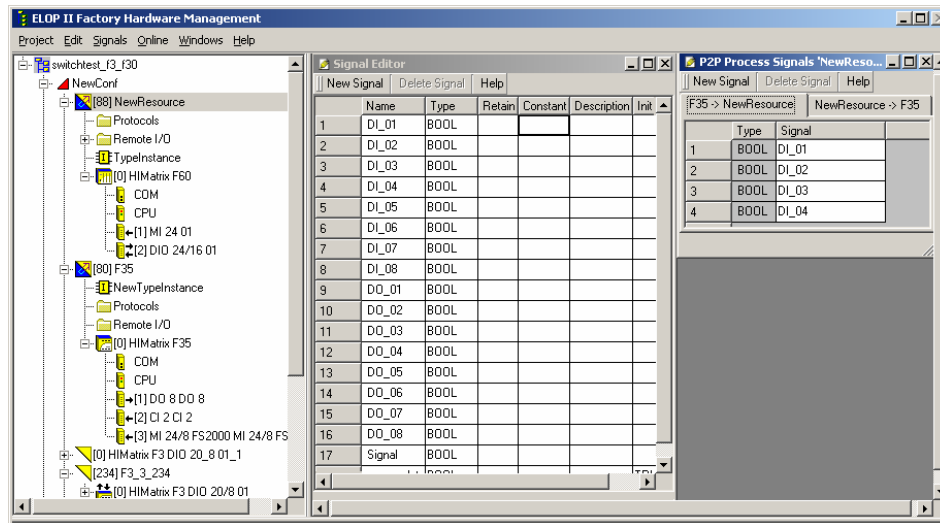 ELOP II Factory Hardware Management
Project Edit Signals Online Windows Help
switchtest_f3_f30
NewConf
[88] NewResource
Protocols
Remote I/O
TypeInstance
[0] HIMatrix F60
COM
CPU
[1] MI 24 01
[2] DIO 24/16 01
[80] F35
NewTypeInstance
Protocols
Remote I/O
[0] HIMatrix F35
COM
CPU
[1] DO 8 DO 8
[2] CI 2 CI 2
[3] MI 24/8 FS2000 MI 24/8 FS
[0] HIMatrix F3 DIO 20_8 01_1
[234] F3_3_234
[0] HIMatrix F3 DIO 20/8 01
Signal Editor
New Signal Delete Signal Help
Name Type Retain Constant Description Init
1 DI_01 BOOL
2 DI_02 BOOL
3 DI_03 BOOL
4 DI_04 BOOL
5 DI_05 BOOL
6 DI_06 BOOL
7 DI_07 BOOL
8 DI_08 BOOL
9 DO_01 BOOL
10 DO_02 BOOL
11 DO_03 BOOL
12 DO_04 BOOL
13 DO_05 BOOL
14 DO_06 BOOL
15 DO_07 BOOL
16 DO_08 BOOL
17 Signal BOOL
P2P Process Signals 'NewReso...
New Signal Delete Signal Help
F35 -> NewResource NewResource -> F35
Type Signal
1 BOOL DI_01
2 BOOL DI_02
3 BOOL DI_03
4 BOOL DI_04